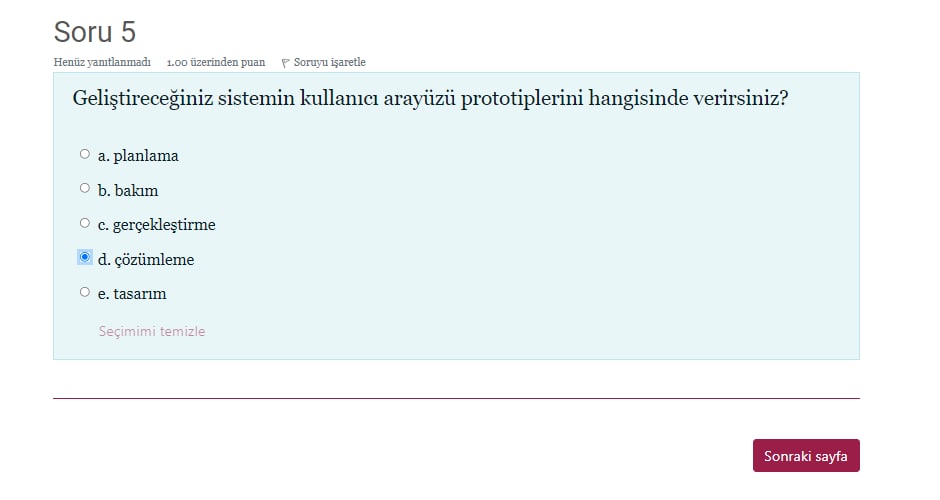 Soru 5
Henüz yanıtlanmadı 1.00 üzerinden puan Soruyu işaretle
Geliştireceğiniz sistemin kullanıcı arayüzü prototiplerini hangisinde verirsiniz?
a. planlama
b. bakım
c. gerçekleştirme
d. çözümleme
e. tasarım
Seçimimi temizle
Sonraki sayfa